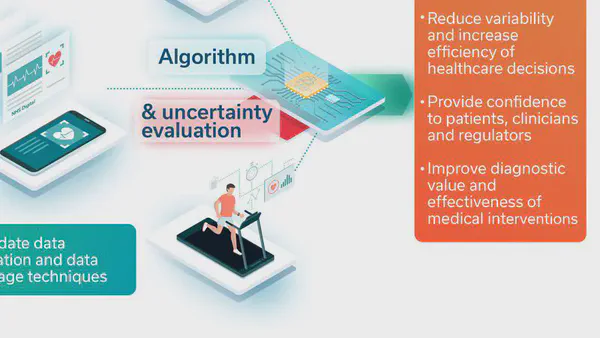 NHS Digital
Algorithm
& uncertainty
evaluation
date data
ation and data
age techniques
• Reduce variability
and increase
efficiency of
healthcare decisions
• Provide confidence
to patients, clinicians
and regulators
• Improve diagnostic
value and
effectiveness of
medical interventions